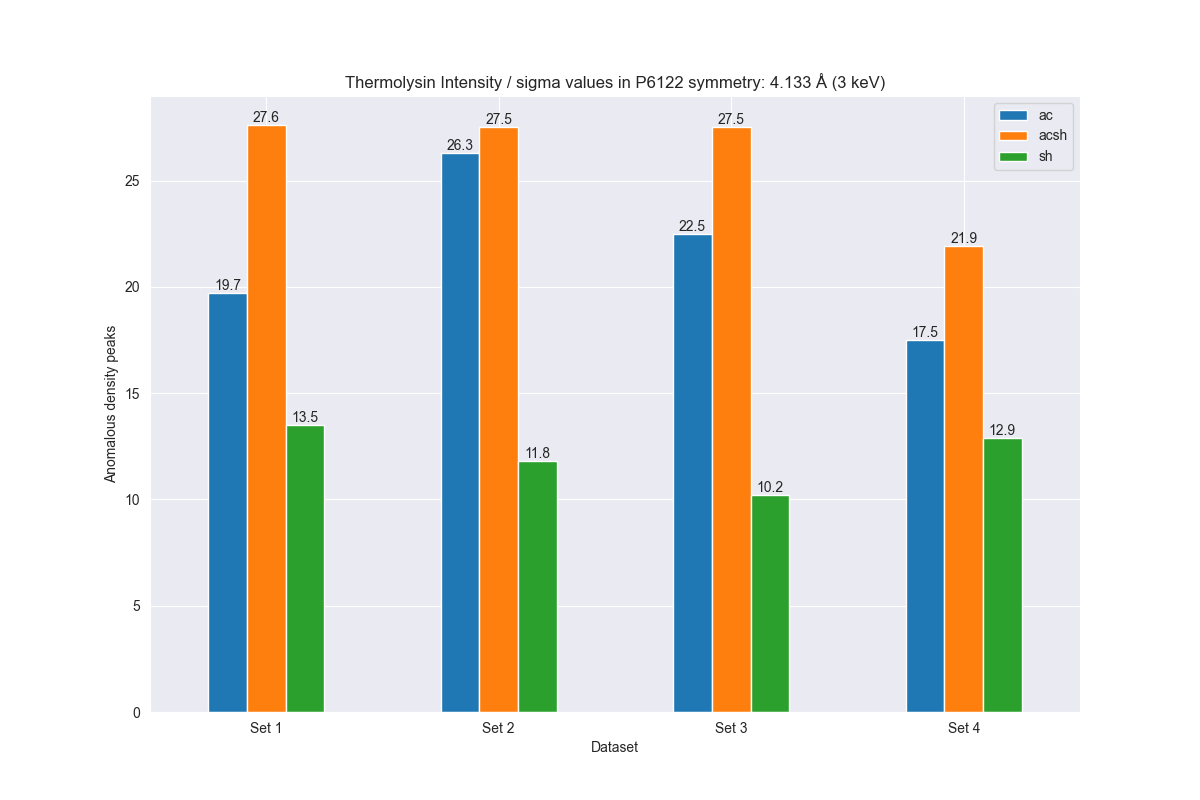 Thermolysin Intensity / sigma values in P6122 symmetry: 4.133 Å (3 keV)
ac
acsh
sh
27.6
27.5
27.5
26.3
22.5
21.9
19.7
17.5
13.5
11.8
10.2
12.9
25
20
15
10
5
0
Anomalous density peaks
Set 1
Set 2
Set 3
Set 4
Dataset